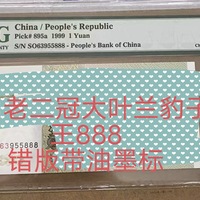 China / People's Republic
Pick# 895a 1999 1 Yuan
S/N SO63955888 - People's Bank of China
老二冠大叶兰豹子
王888
63955888
错版带油墨标